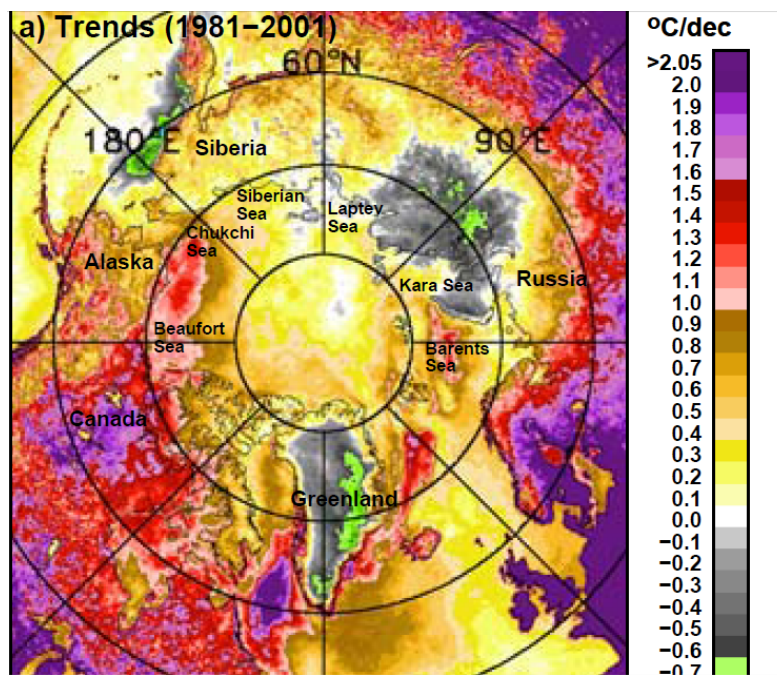 a) Trends (1981−2001)
°C/dec
60°N
180°E
90°E
Siberia
Siberian
Sea
Laptev
Sea
Chukchi
Sea
Alaska
Kara Sea
Russia
Beaufort
Sea
Barents
Sea
Canada
Greenland
>2.05
2.0
1.9
1.8
1.7
1.6
1.5
1.4
1.3
1.2
1.1
1.0
0.9
0.8
0.7
0.6
0.5
0.4
0.3
0.2
0.1
0.0
−0.1
−0.2
−0.3
−0.4
−0.5
−0.6
−0.7